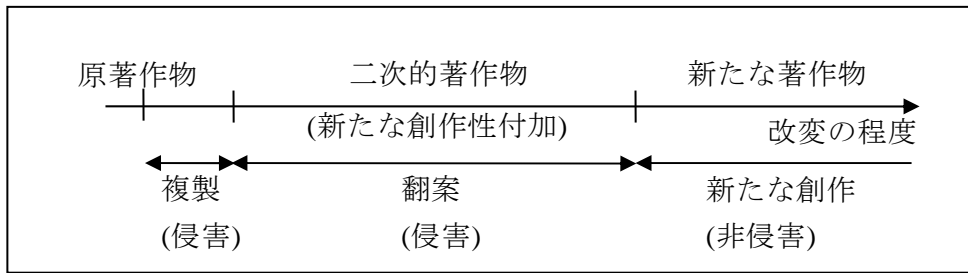 原著作物 二次的著作物 新たな著作物
(新たな創作性付加) 改変の程度
複製 翻案 新たな創作
(侵害) (侵害) (非侵害)